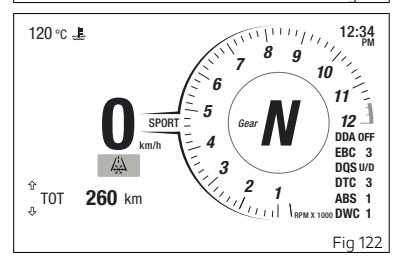 120 °C
12:34
PM
8 9
7 10
6 11
5 12
4
3
2 1
SPORT
0
km/h
Gear N
RPM X 1000
DDA OFF
EBC 3
DQS U/D
DTC 3
ABS 1
DWC 1
TOT 260 km
Fig 122